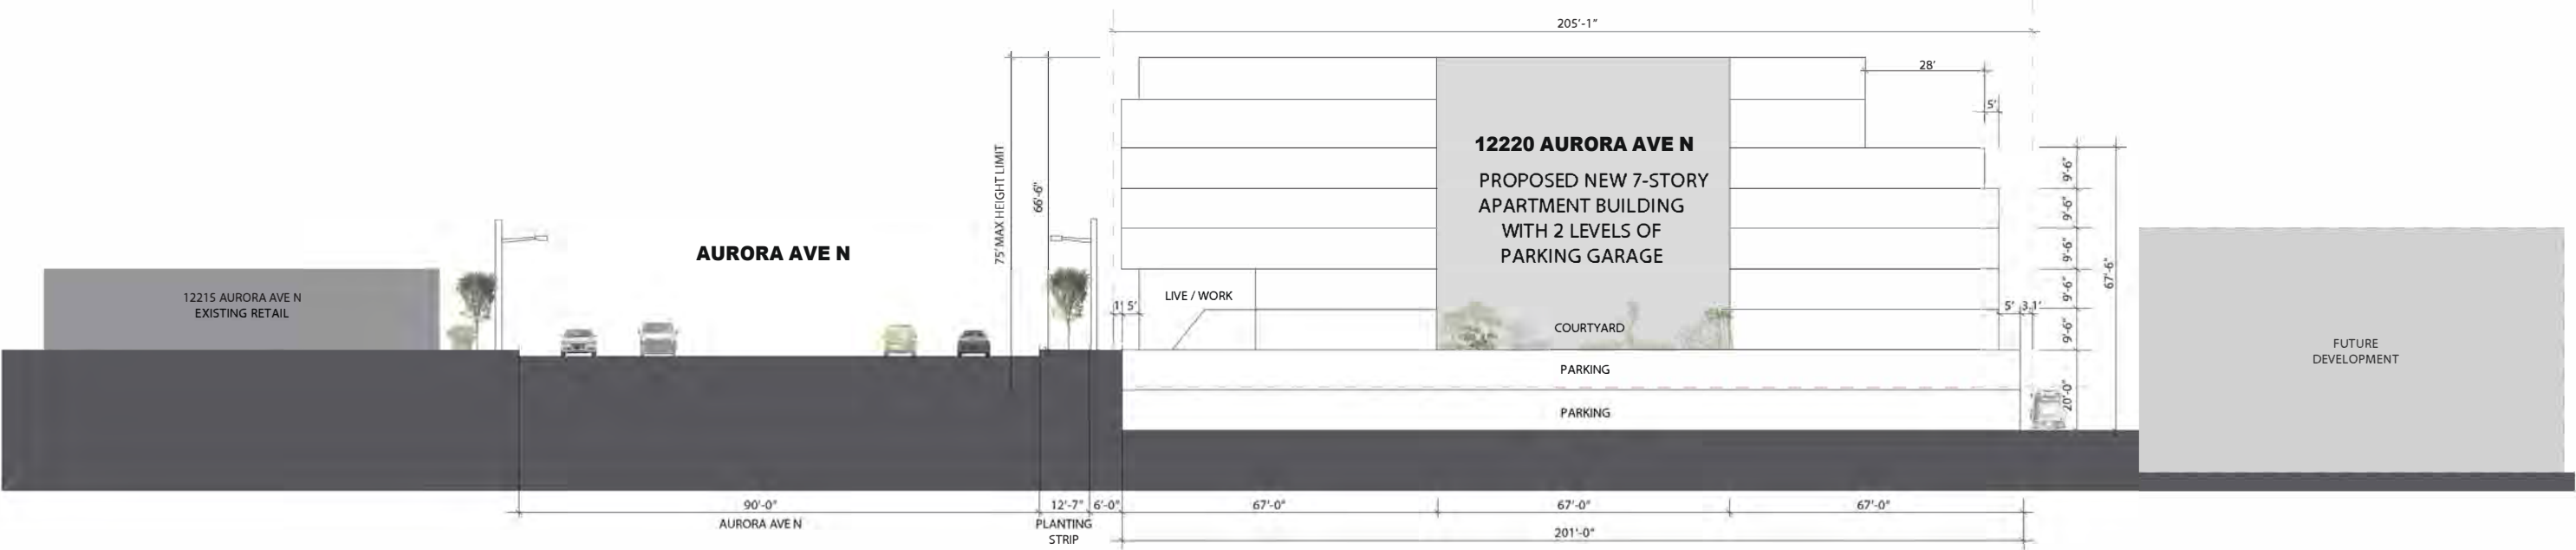 205'-1"
28'
5'
75' MAX HEIGHT LIMIT
66'-6"
12220 AURORA AVE N
PROPOSED NEW 7-STORY
APARTMENT BUILDING
WITH 2 LEVELS OF
PARKING GARAGE
AURORA AVE N
12215 AURORA AVE N
EXISTING RETAIL
1' 5'
LIVE / WORK
COURTYARD
5' 3.1'
9'-6"
9'-6"
9'-6"
9'-6"
9'-6"
20'-0"
67'-6"
FUTURE
DEVELOPMENT
PARKING
PARKING
90'-0"
12'-7"
6'-0"
67'-0"
67'-0"
67'-0"
AURORA AVE N
PLANTING
STRIP
201'-0"